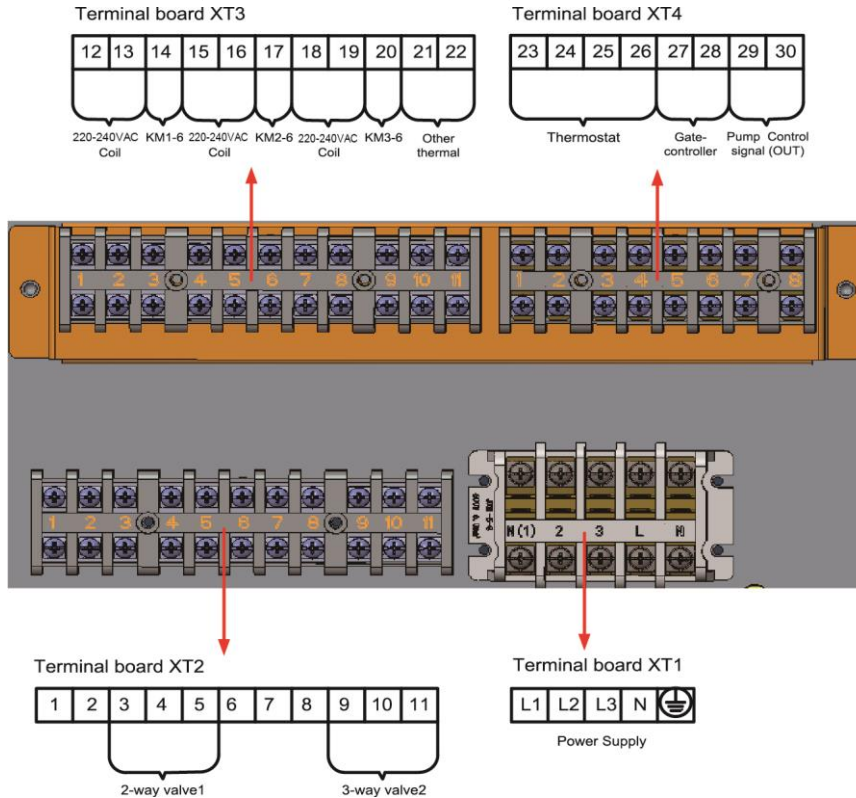 Terminal board XT3
12 13 14 15 16 17 18 19 20 21 22
220-240VAC Coil
KM1-6
220-240VAC Coil
KM2-6
220-240VAC Coil
KM3-6
Other thermal
Terminal board XT4
23 24 25 26 27 28 29 30
Thermostat
Gate-controller
Pump signal
Control (OUT)
1 2 3 4 5 6 7 8 9 10 11
1 2 3 4 5 6 7 8
1 2 3 4 5 6 7 8 9 10 11
N(1) 2 3 L N
Terminal board XT2
1 2 3 4 5 6 7 8 9 10 11
2-way valve1
3-way valve2
Terminal board XT1
L1 L2 L3 N
Power Supply